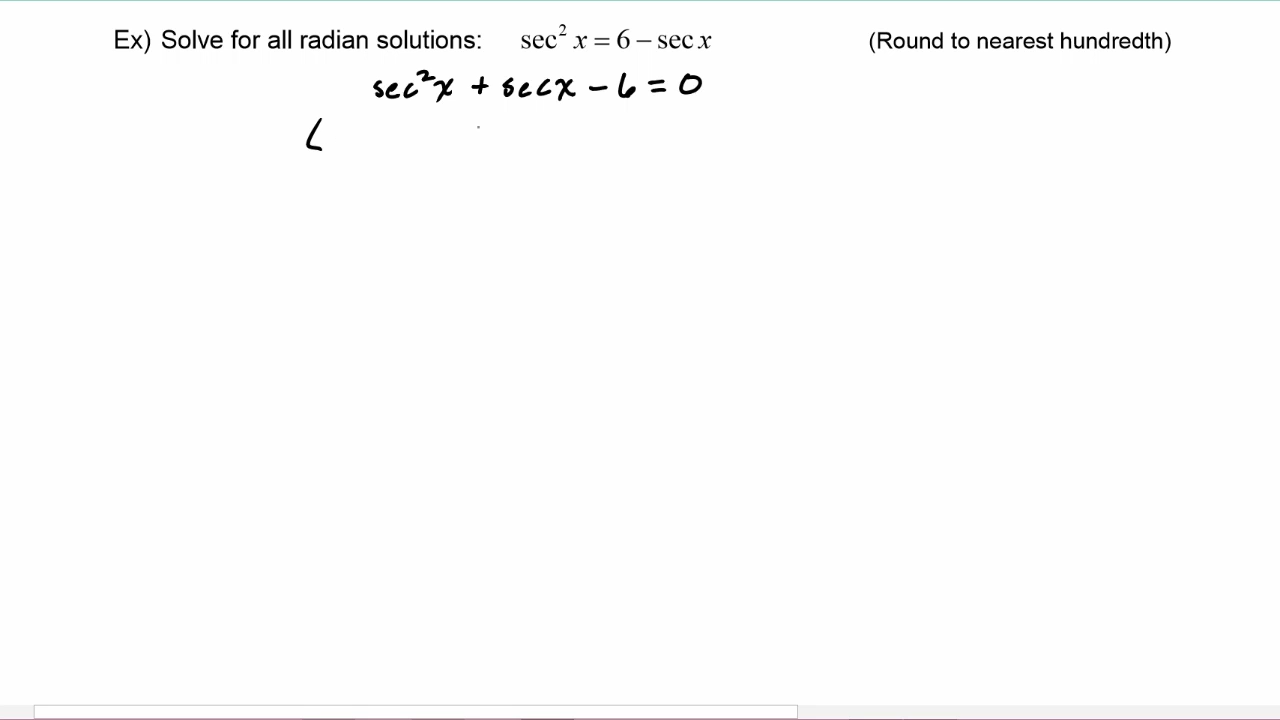 Ex) Solve for all radian solutions: sec² x = 6 − sec x (Round to nearest hundredth)
sec²x + secx − 6 = 0
(